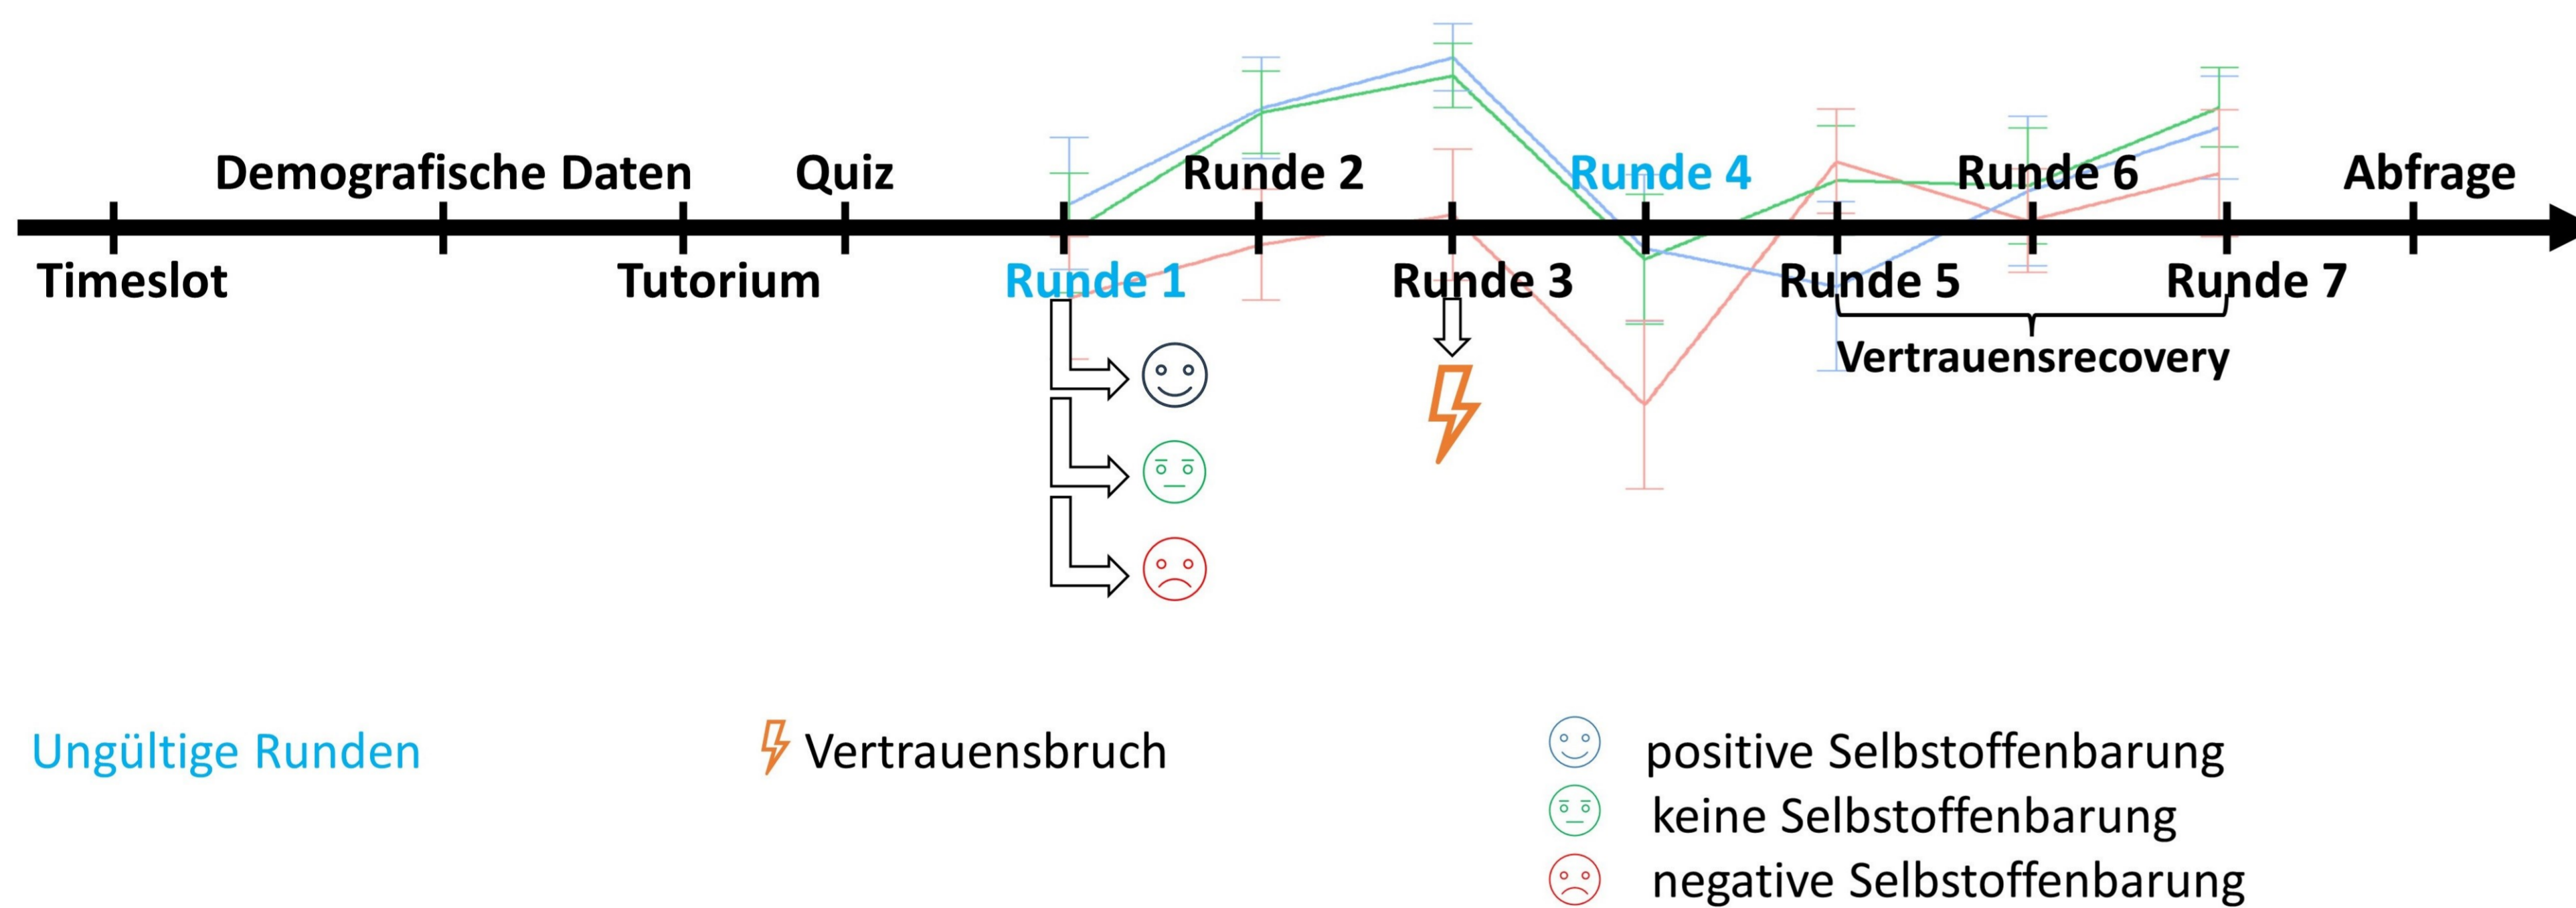 Demografische Daten
Quiz
Runde 2
Runde 4
Runde 6
Abfrage
Timeslot
Tutorium
Runde 1
Runde 3
Runde 5
Runde 7
Vertrauensrecovery
Ungültige Runden
Vertrauensbruch
positive Selbstoffenbarung
keine Selbstoffenbarung
negative Selbstoffenbarung